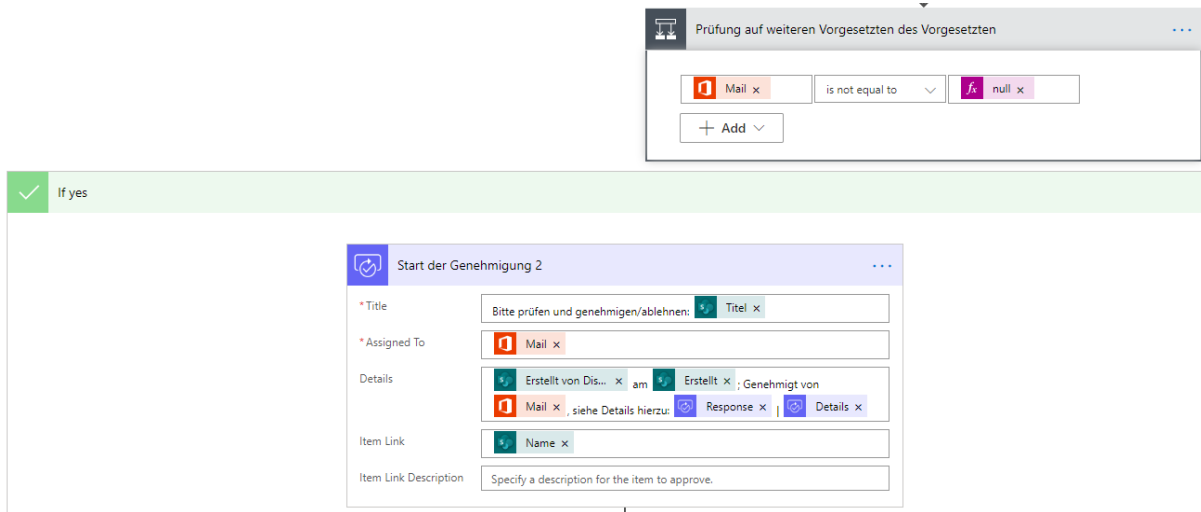 Prüfung auf weiteren Vorgesetzten des Vorgesetzten
Mail × is not equal to fx null ×
+ Add
If yes
Start der Genehmigung 2
* Title Bitte prüfen und genehmigen/ablehnen: Titel ×
* Assigned To Mail ×
Details Erstellt von Dis... × am Erstellt × ; Genehmigt von
Mail × , siehe Details hierzu: Response × | Details ×
Item Link Name ×
Item Link Description Specify a description for the item to approve.